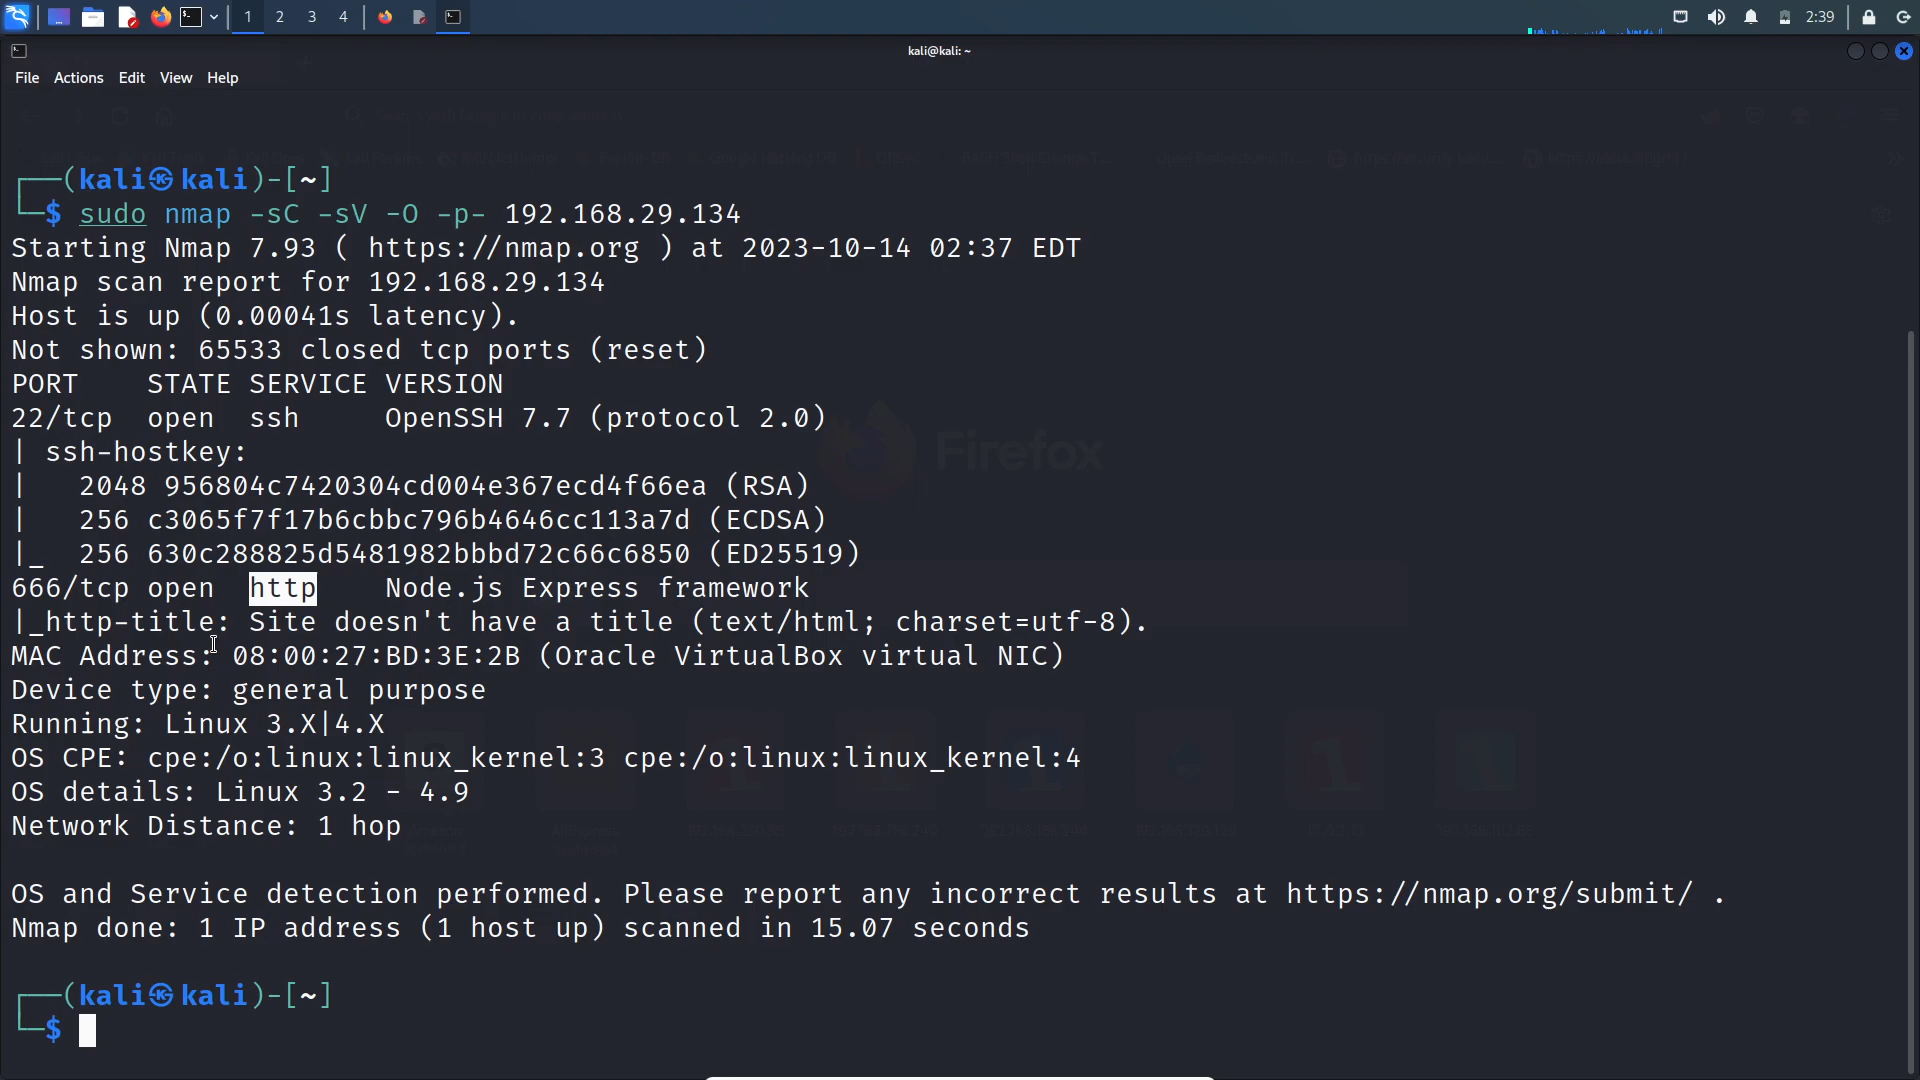 1 2 3 4 2:39
kali@kali: ~
File Actions Edit View Help
┌──(kali㉿kali)-[~]
└─$ sudo nmap -sC -sV -O -p- 192.168.29.134
Starting Nmap 7.93 ( https://nmap.org ) at 2023-10-14 02:37 EDT
Nmap scan report for 192.168.29.134
Host is up (0.00041s latency).
Not shown: 65533 closed tcp ports (reset)
PORT    STATE SERVICE VERSION
22/tcp  open  ssh     OpenSSH 7.7 (protocol 2.0)
| ssh-hostkey:
|   2048 956804c7420304cd004e367ecd4f66ea (RSA)
|   256 c3065f7f17b6cbbc796b4646cc113a7d (ECDSA)
|_  256 630c288825d5481982bbbd72c66c6850 (ED25519)
666/tcp open  http    Node.js Express framework
|_http-title: Site doesn't have a title (text/html; charset=utf-8).
MAC Address: 08:00:27:BD:3E:2B (Oracle VirtualBox virtual NIC)
Device type: general purpose
Running: Linux 3.X|4.X
OS CPE: cpe:/o:linux:linux_kernel:3 cpe:/o:linux:linux_kernel:4
OS details: Linux 3.2 - 4.9
Network Distance: 1 hop
OS and Service detection performed. Please report any incorrect results at https://nmap.org/submit/ .
Nmap done: 1 IP address (1 host up) scanned in 15.07 seconds
┌──(kali㉿kali)-[~]
└─$
Firefox